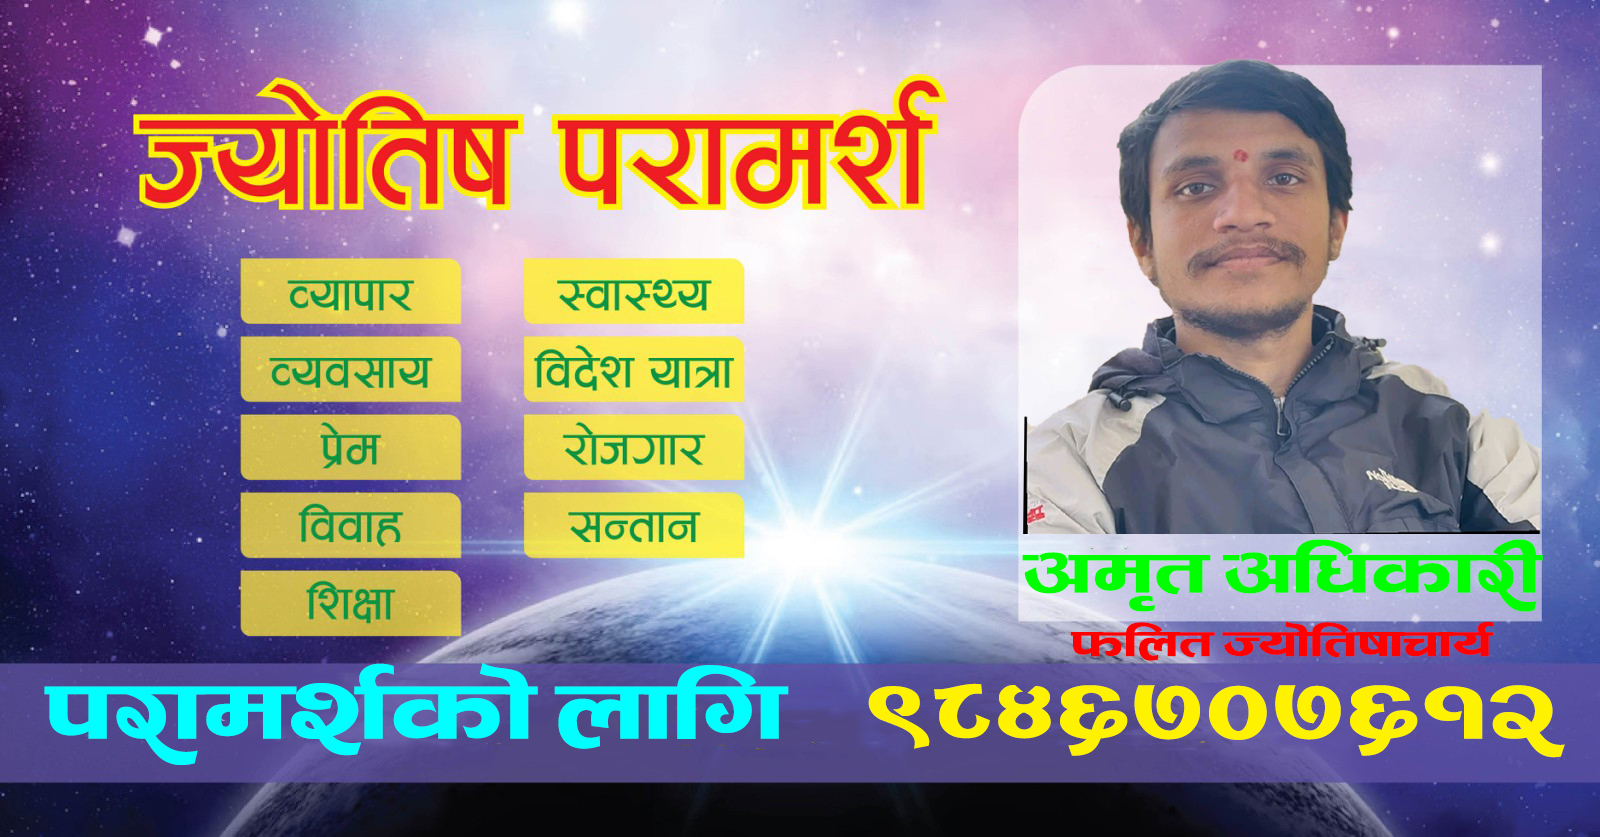 ज्योतिष परामर्श
व्यापार
व्यवसाय
प्रेम
विवाह
शिक्षा
स्वास्थ्य
विदेश यात्रा
रोजगार
सन्तान
अमृत अधिकारी
फलित ज्योतिषाचार्य
परामर्शको लागि ९८४६७०७६१२